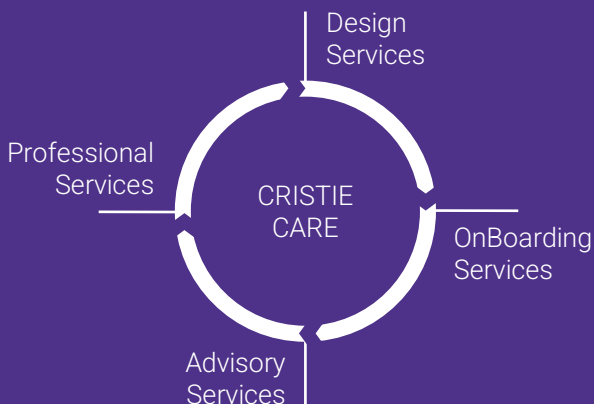 Design
Services
Professional
Services
CRISTIE
CARE
OnBoarding
Services
Advisory
Services